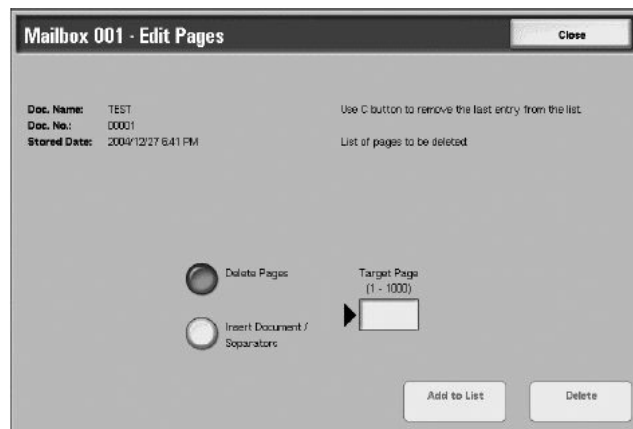 Mailbox 001 - Edit Pages
Close
Doc. Name: TEST
Use C button to remove the last entry from the list.
Doc. No.: 00001
Stored Date: 2004/12/27 6:41 PM
List of pages to be deleted:
Delete Pages
Target Page
(1 - 1000)
Insert Document /
Separators
Add to List
Delete